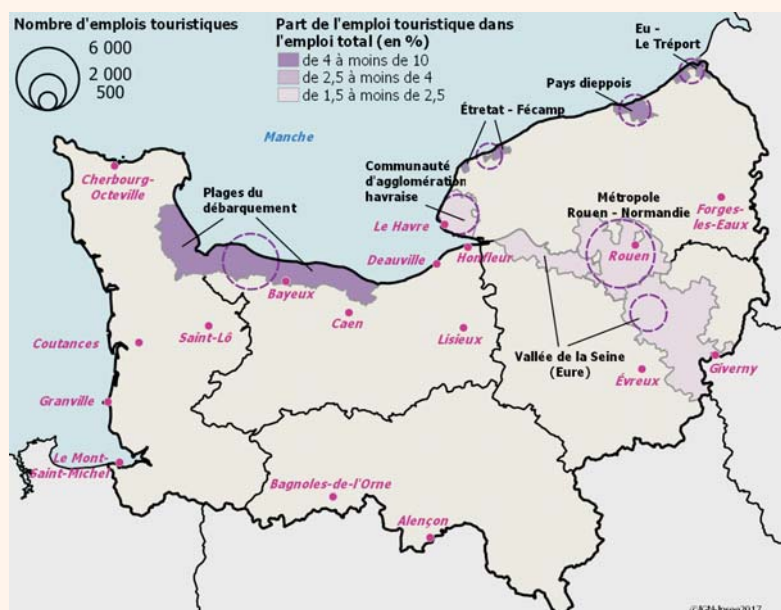 Nombre d'emplois touristiques
6 000
2 000
500
Part de l'emploi touristique dans
l'emploi total (en %)
de 4 à moins de 10
de 2,5 à moins de 4
de 1,5 à moins de 2,5
Eu -
Le Tréport
Pays dieppois
Étretat - Fécamp
Manche
Communauté
d'agglomération
havraise
Cherbourg-
Octeville
Plages du
débarquement
Métropole
Rouen - Normandie
Forges-
les-Eaux
Le Havre
Honfleur
Deauville
Rouen
Bayeux
Caen
Saint-Lô
Coutances
Lisieux
Vallée de la Seine
(Eure)
Giverny
Évreux
Granville
Le Mont-
Saint-Michel
Bagnoles-de-l'Orne
Alençon
©IGN-Insee2017